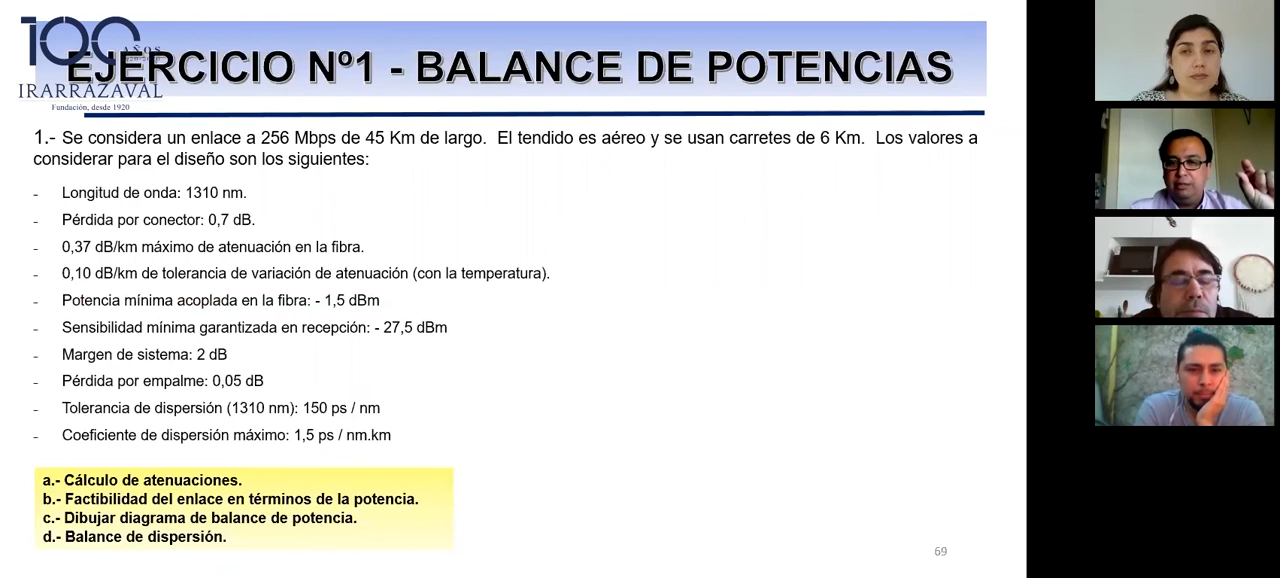 100
AÑOS
IRARRAZAVAL
Fundación, desde 1920
EJERCICIO Nº1 - BALANCE DE POTENCIAS
1.- Se considera un enlace a 256 Mbps de 45 Km de largo. El tendido es aéreo y se usan carretes de 6 Km. Los valores a
considerar para el diseño son los siguientes:
- Longitud de onda: 1310 nm.
- Pérdida por conector: 0,7 dB.
- 0,37 dB/km máximo de atenuación en la fibra.
- 0,10 dB/km de tolerancia de variación de atenuación (con la temperatura).
- Potencia mínima acoplada en la fibra: - 1,5 dBm
- Sensibilidad mínima garantizada en recepción: - 27,5 dBm
- Margen de sistema: 2 dB
- Pérdida por empalme: 0,05 dB
- Tolerancia de dispersión (1310 nm): 150 ps / nm
- Coeficiente de dispersión máximo: 1,5 ps / nm.km
a.- Cálculo de atenuaciones.
b.- Factibilidad del enlace en términos de la potencia.
c.- Dibujar diagrama de balance de potencia.
d.- Balance de dispersión.
69